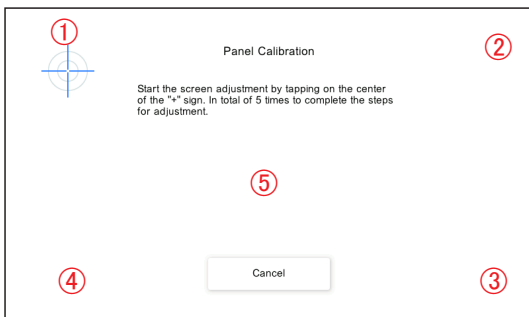 ①
②
Panel Calibration
Start the screen adjustment by tapping on the center
of the "+" sign. In total of 5 times to complete the steps
for adjustment.
⑤
④
Cancel
③